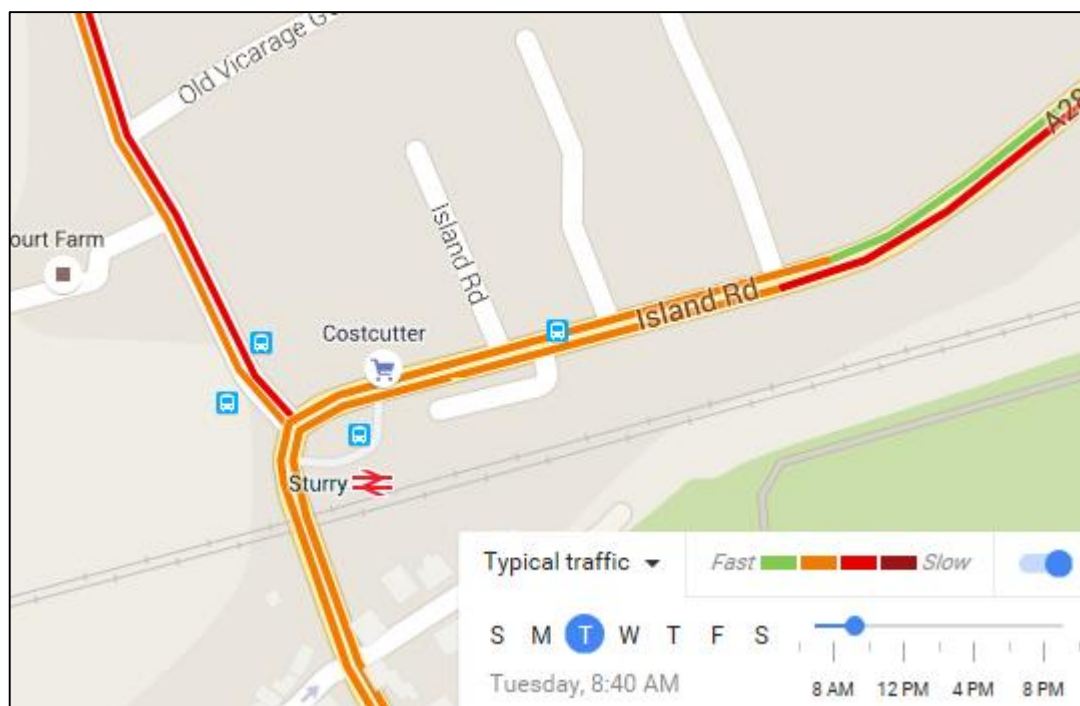 Old Vicarage
A28
ourt Farm
Island Rd
Island Rd
Costcutter
Sturry
Typical traffic
Fast
Slow
S M T W T F S
Tuesday, 8:40 AM
8 AM 12 PM 4 PM 8 PM